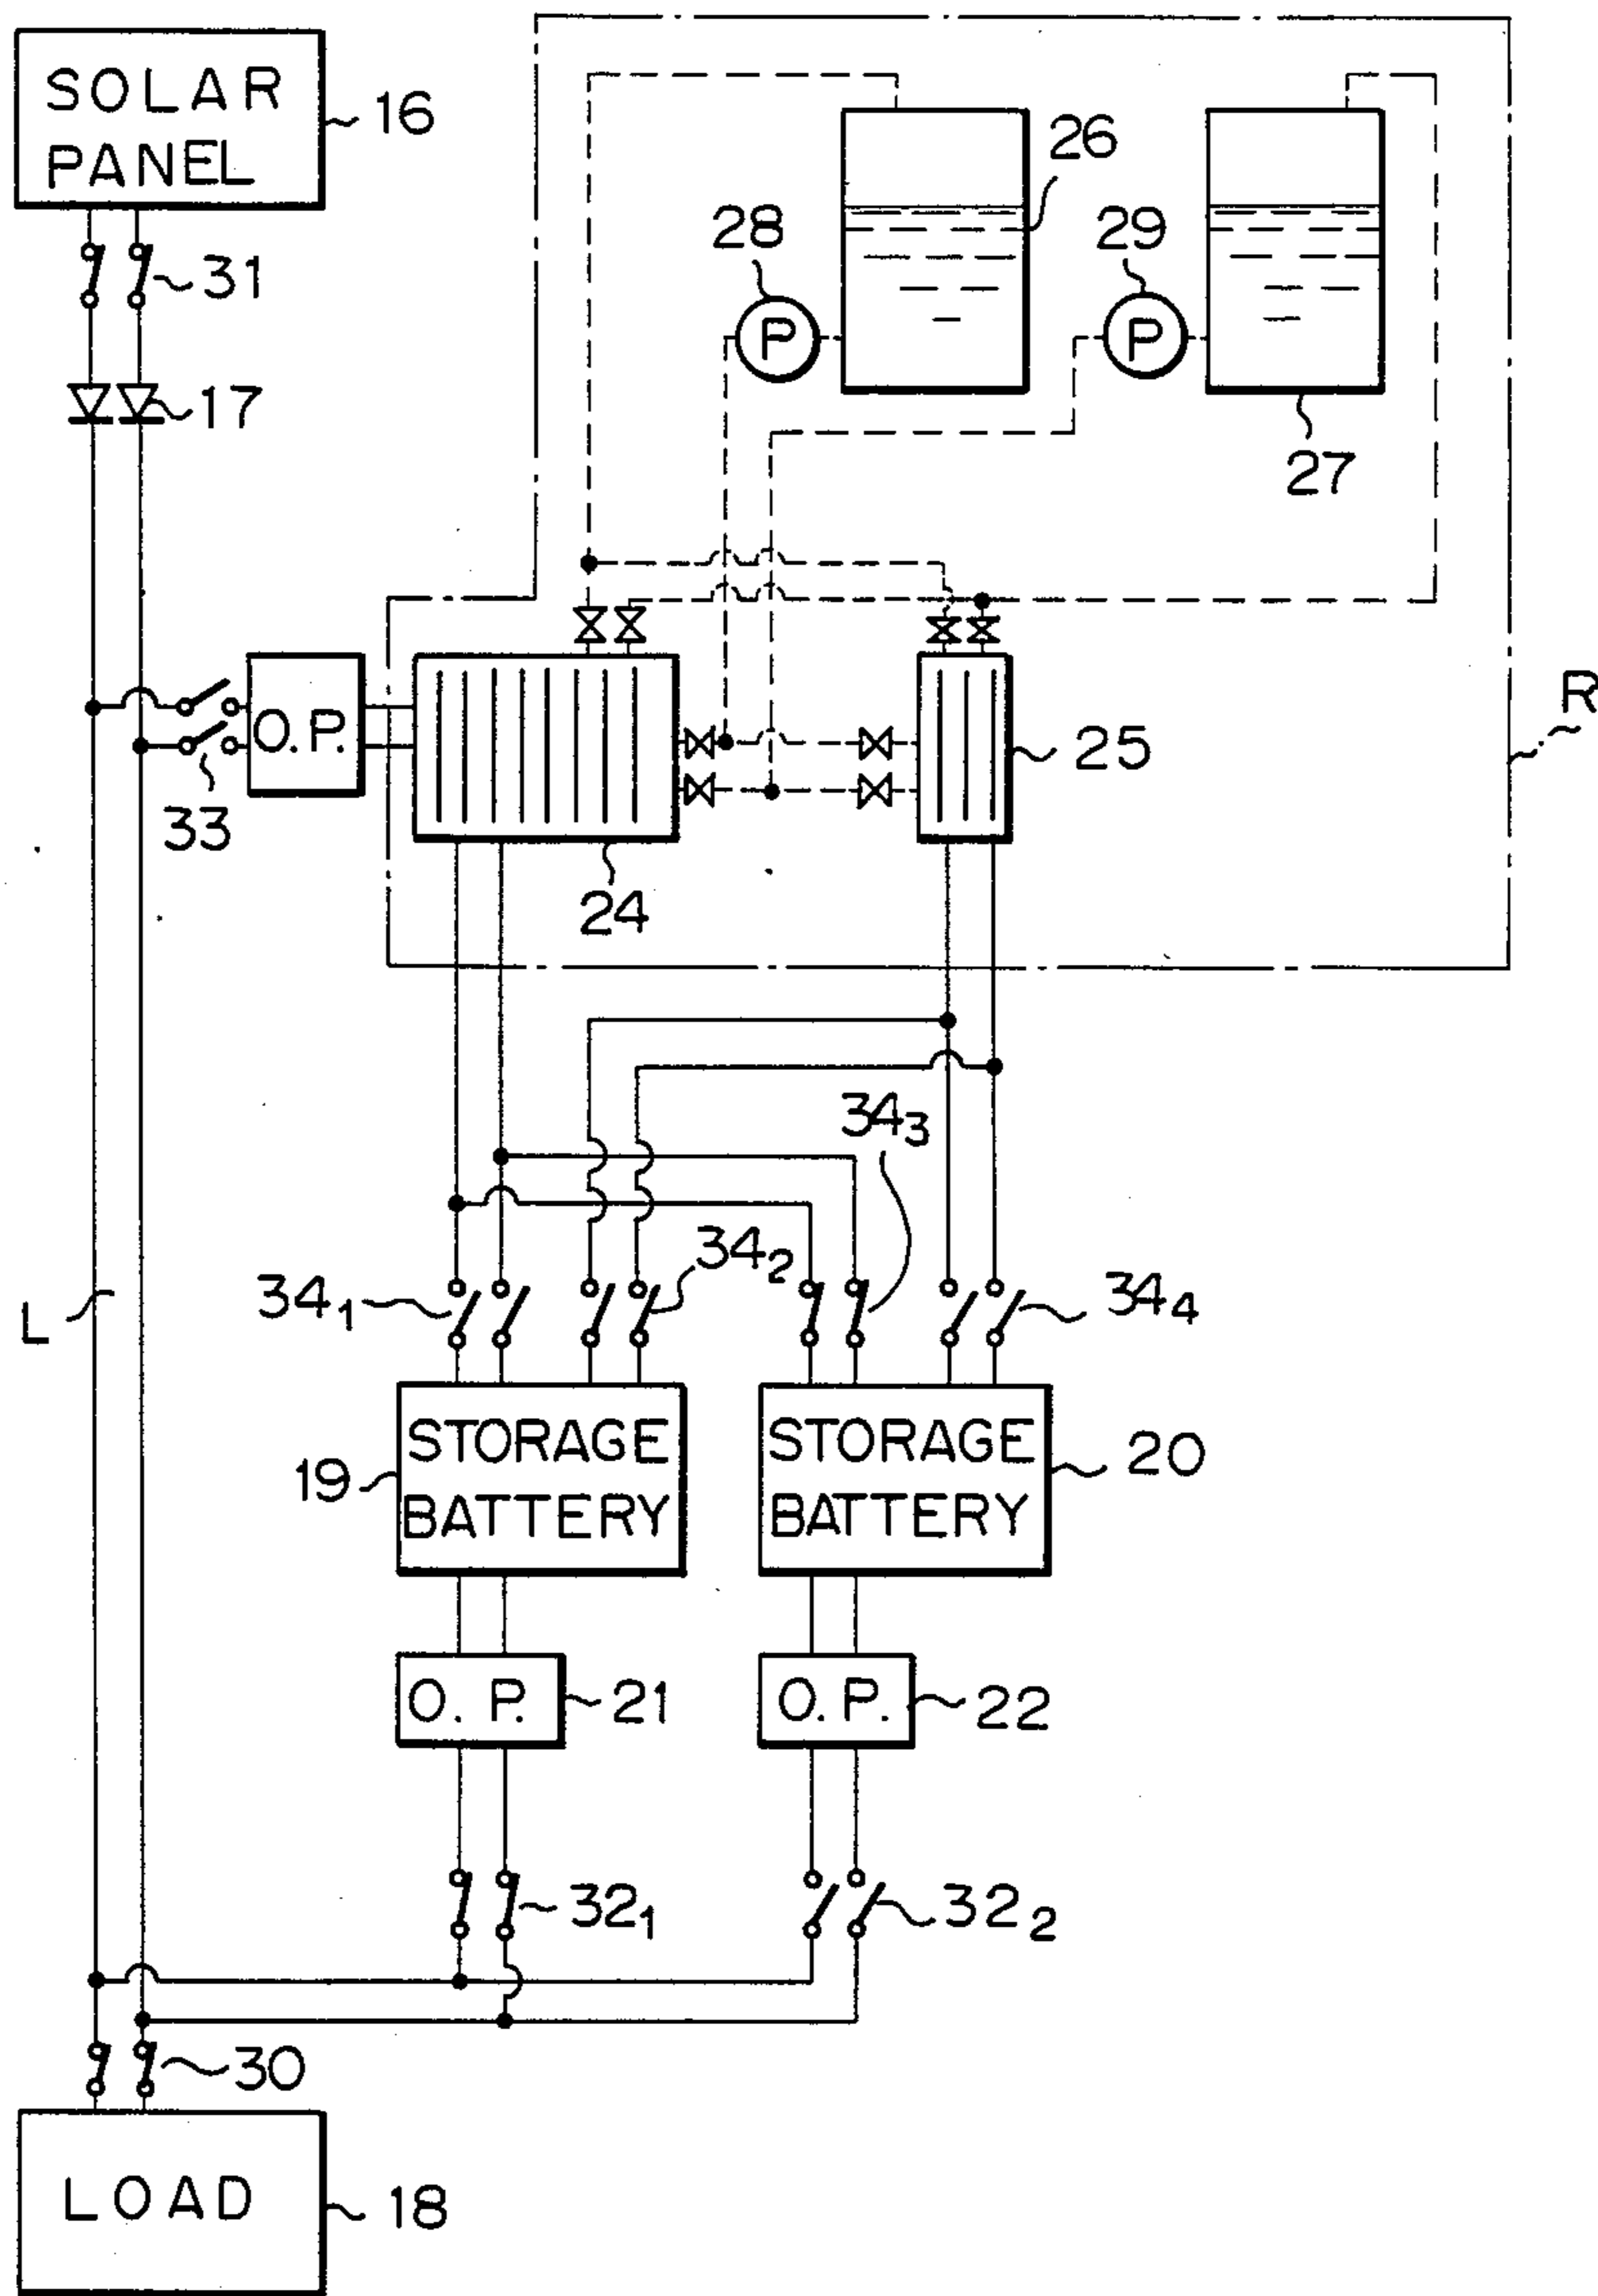 SOLAR
PANEL
16
26
28
29
P
P
31
17
27
R
O.P.
25
33
24
34₃
34₂
34₁
34₄
L
STORAGE
BATTERY
19
STORAGE
BATTERY
20
O. P.
21
O. P.
22
32₁
32₂
30
LOAD
18